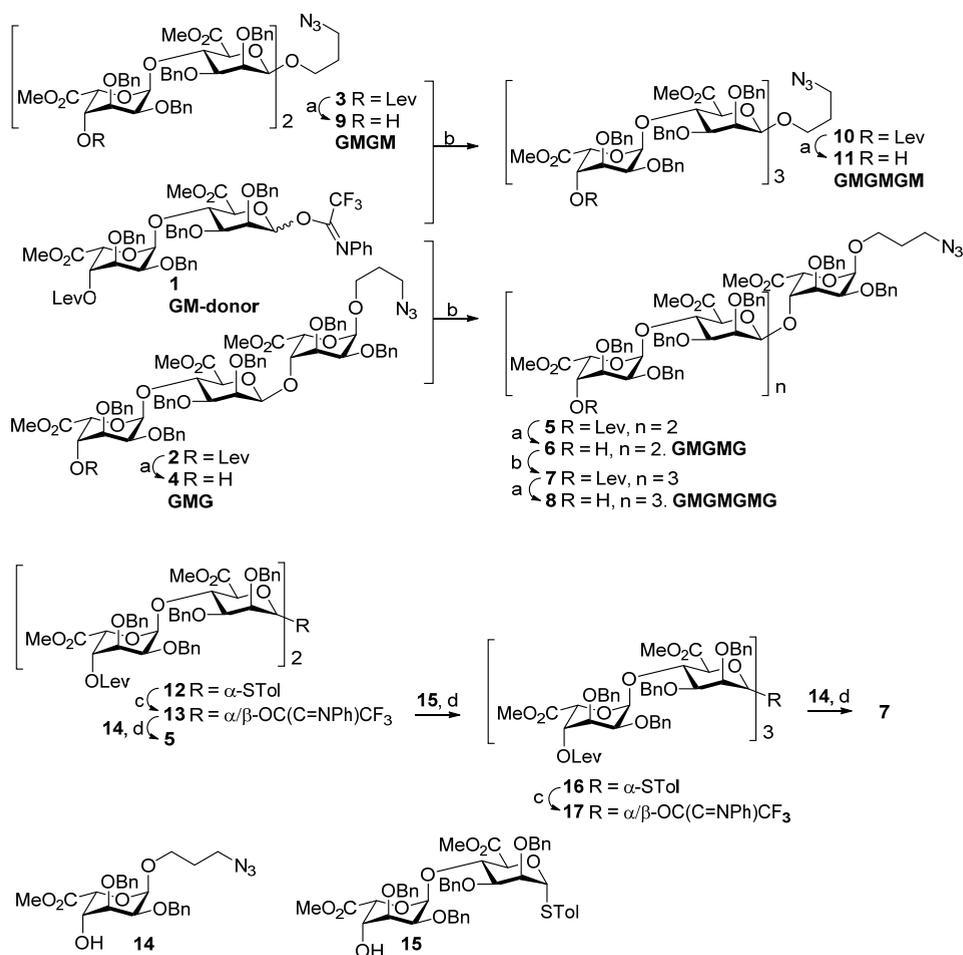 N3
MeO2C OBn
O O
BnO O
OBn
MeO2C O
OBn
OR
2
a 3 R = Lev
9 R = H
GMGM
b
N3
MeO2C OBn
O O
BnO O
OBn
MeO2C O
OBn
OR
3
10 R = Lev
a 11 R = H
GMGMGM
MeO2C OBn
CF3
O O
BnO O
OBn
NPh
MeO2C O
OBn
LevO
1
GM-donor
b
O
N3
OBn
MeO2C O
OBn
MeO2C OBn
O O
BnO O
OBn
MeO2C O
OBn
OR
a 2 R = Lev
4 R = H
GMG
O
N3
OBn
MeO2C O
OBn
MeO2C OBn
O O
BnO O
OBn
MeO2C O
OBn
OR
n
a 5 R = Lev, n = 2
6 R = H, n = 2. GMGMG
b 7 R = Lev, n = 3
a 8 R = H, n = 3. GMGMGMG
MeO2C OBn
O O
BnO
OBn
R
MeO2C O
OBn
2
OLev
12 R = α-STol
c 13 R = α/β-OC(C=NPh)CF3
14, d 5
15, d
MeO2C OBn
O O
BnO
OBn
R
MeO2C O
OBn
3
OLev
16 R = α-STol
c 17 R = α/β-OC(C=NPh)CF3
14, d
7
O
N3
OBn
MeO2C O
OBn
OH
14
MeO2C OBn
O O
BnO
OBn
STol
MeO2C O
OBn
OH
15